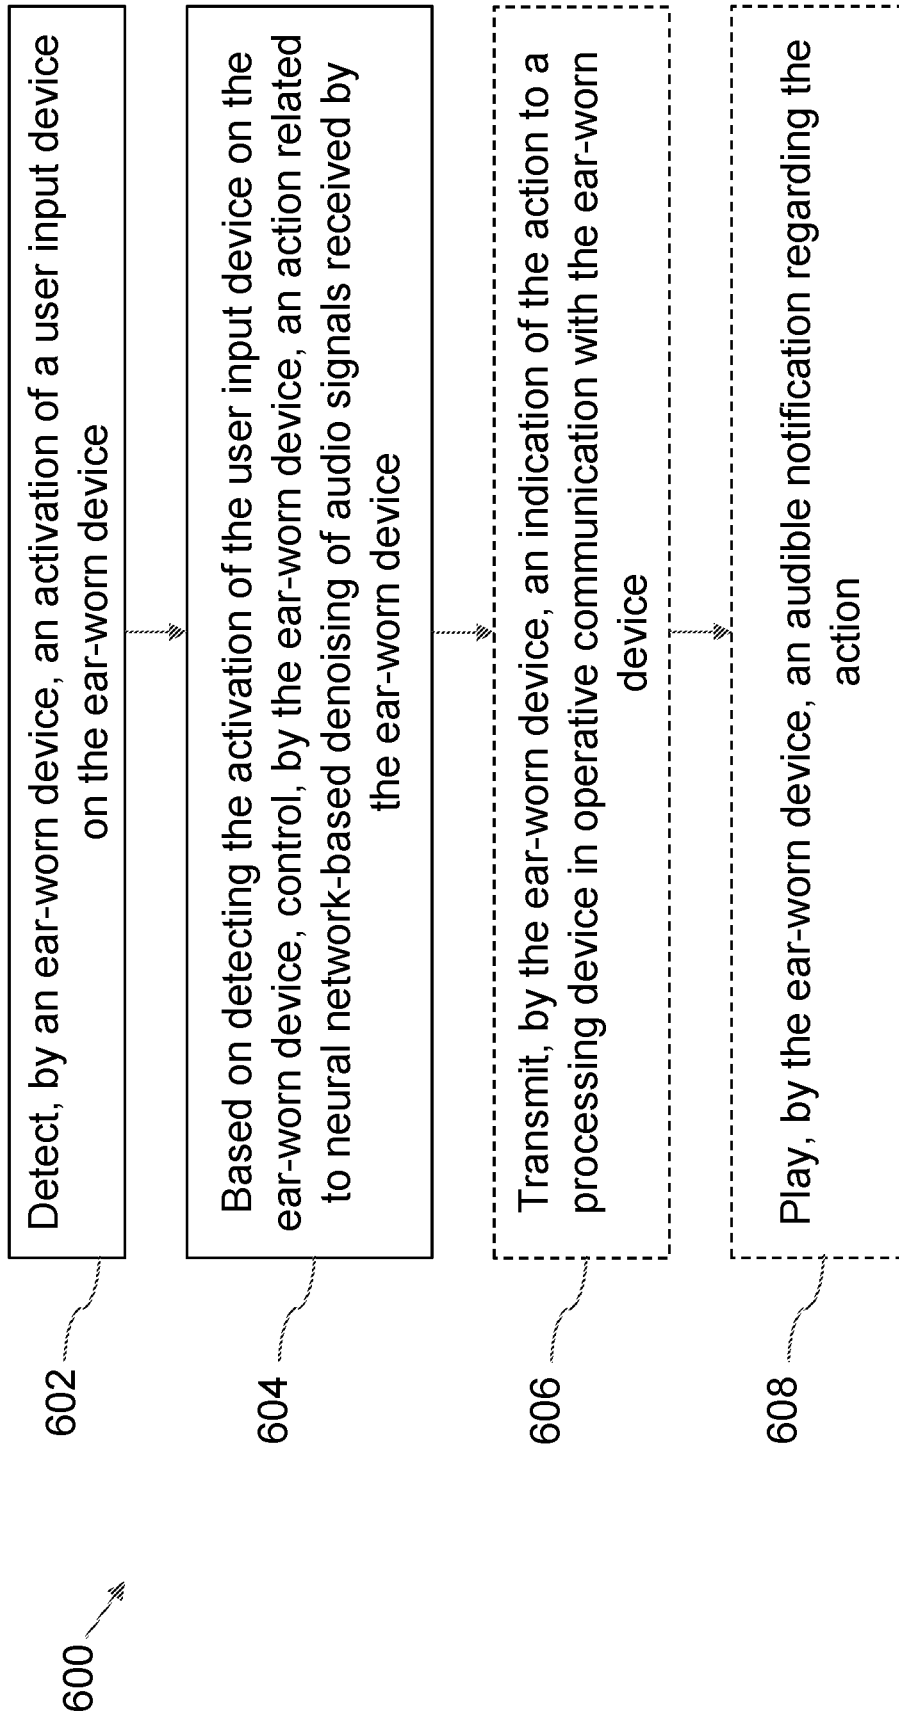 600
602
Detect, by an ear-worn device, an activation of a user input device
on the ear-worn device
604
Based on detecting the activation of the user input device on the
ear-worn device, control, by the ear-worn device, an action related
to neural network-based denoising of audio signals received by
the ear-worn device
606
Transmit, by the ear-worn device, an indication of the action to a
processing device in operative communication with the ear-worn
device
608
Play, by the ear-worn device, an audible notification regarding the
action